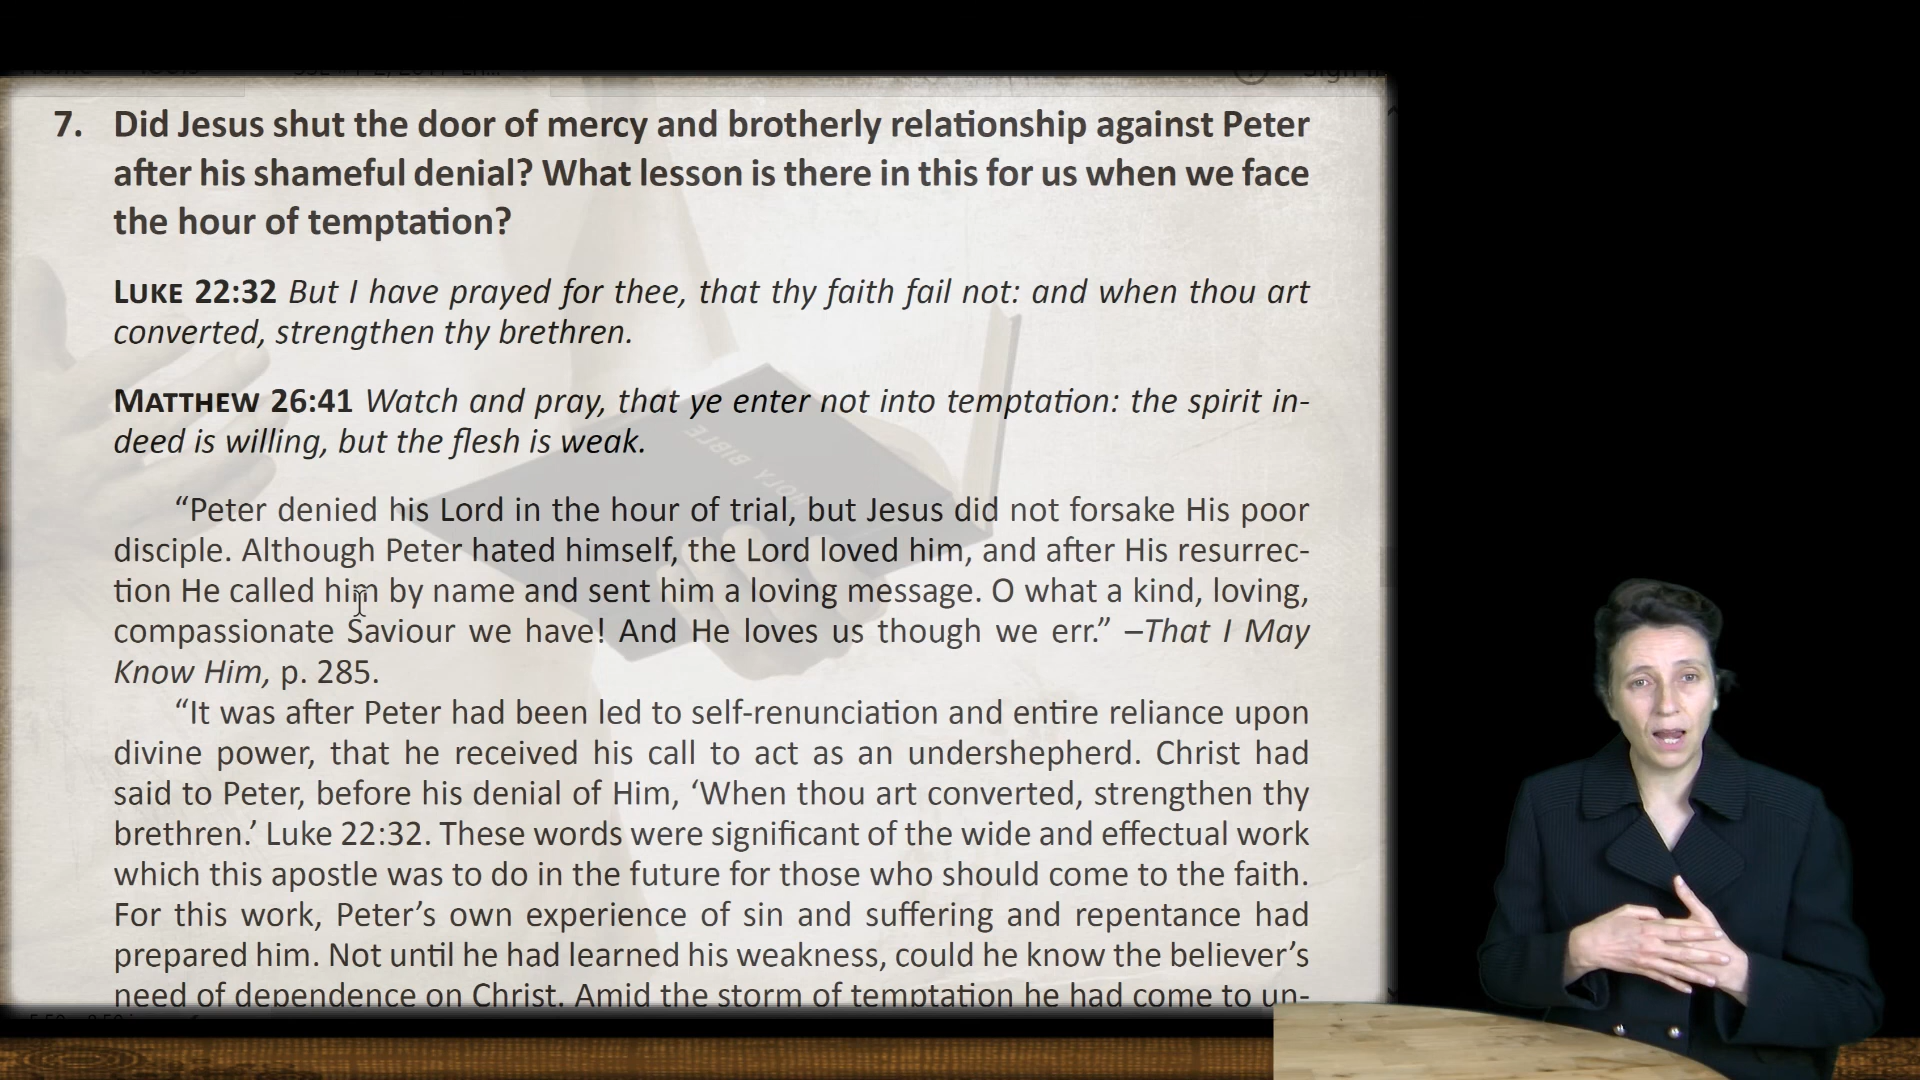 7. Did Jesus shut the door of mercy and brotherly relationship against Peter
after his shameful denial? What lesson is there in this for us when we face
the hour of temptation?
LUKE 22:32 But I have prayed for thee, that thy faith fail not: and when thou art
converted, strengthen thy brethren.
MATTHEW 26:41 Watch and pray, that ye enter not into temptation: the spirit in-
deed is willing, but the flesh is weak.
HOLY BIBLE
“Peter denied his Lord in the hour of trial, but Jesus did not forsake His poor
disciple. Although Peter hated himself, the Lord loved him, and after His resurrec-
tion He called him by name and sent him a loving message. O what a kind, loving,
compassionate Saviour we have! And He loves us though we err.” –That I May
Know Him, p. 285.
“It was after Peter had been led to self-renunciation and entire reliance upon
divine power, that he received his call to act as an undershepherd. Christ had
said to Peter, before his denial of Him, ‘When thou art converted, strengthen thy
brethren.’ Luke 22:32. These words were significant of the wide and effectual work
which this apostle was to do in the future for those who should come to the faith.
For this work, Peter’s own experience of sin and suffering and repentance had
prepared him. Not until he had learned his weakness, could he know the believer’s
need of dependence on Christ. Amid the storm of temptation he had come to un-